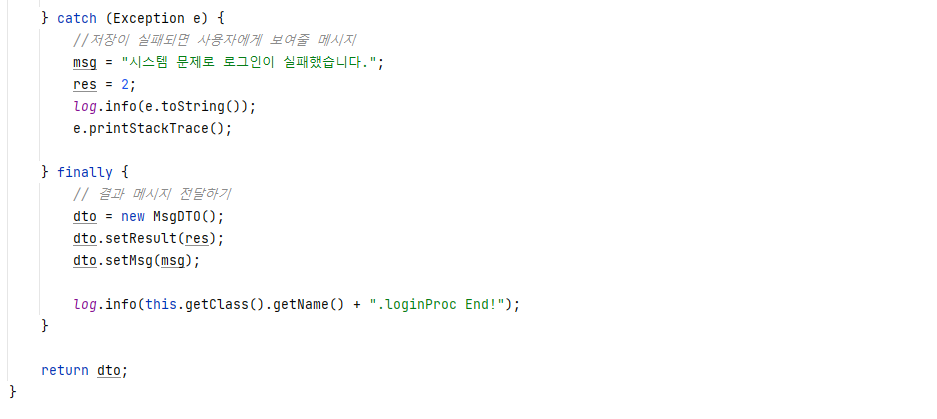 } catch (Exception e) {
//저장이 실패되면 사용자에게 보여줄 메시지
msg = "시스템 문제로 로그인이 실패했습니다.";
res = 2;
log.info(e.toString());
e.printStackTrace();
} finally {
// 결과 메시지 전달하기
dto = new MsgDTO();
dto.setResult(res);
dto.setMsg(msg);
log.info(this.getClass().getName() + ".loginProc End!");
}
return dto;
}